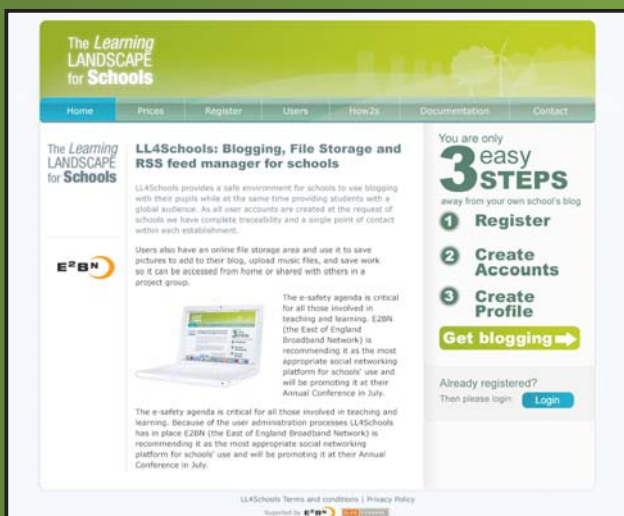 The Learning
LANDSCAPE
for Schools
Home Prices Register Users How2s Documentation Contact
The Learning
LANDSCAPE
for Schools
E2BN
LL4Schools: Blogging, File Storage and
RSS feed manager for schools
LL4Schools provides a safe environment for schools to use blogging
with their pupils while at the same time providing students with a
global audience. As all user accounts are created at the request of
schools we have complete traceability and a single point of contact
within each establishment.
Users also have an online file storage area and use it to save
pictures to add to their blog, upload music files, and save work
so it can be accessed from home or shared with others in a
project group.
The e-safety agenda is critical
for all those involved in
teaching and learning. E2BN
(the East of England
Broadband Network) is
recommending it as the most
appropriate social networking
platform for schools' use and
will be promoting it at their
Annual Conference in July.
The e-safety agenda is critical for all those involved in teaching and
learning. Because of the user administration processes LL4Schools
has in place E2BN (the East of England Broadband Network) is
recommending it as the most appropriate social networking
platform for schools' use and will be promoting it at their Annual
Conference in July.
You are only
3 easy
STEPS
away from your own school's blog
1 Register
2 Create
Accounts
3 Create
Profile
Get blogging
Already registered?
Then please login Login
LL4Schools Terms and conditions | Privacy Policy
Suported by E2BN